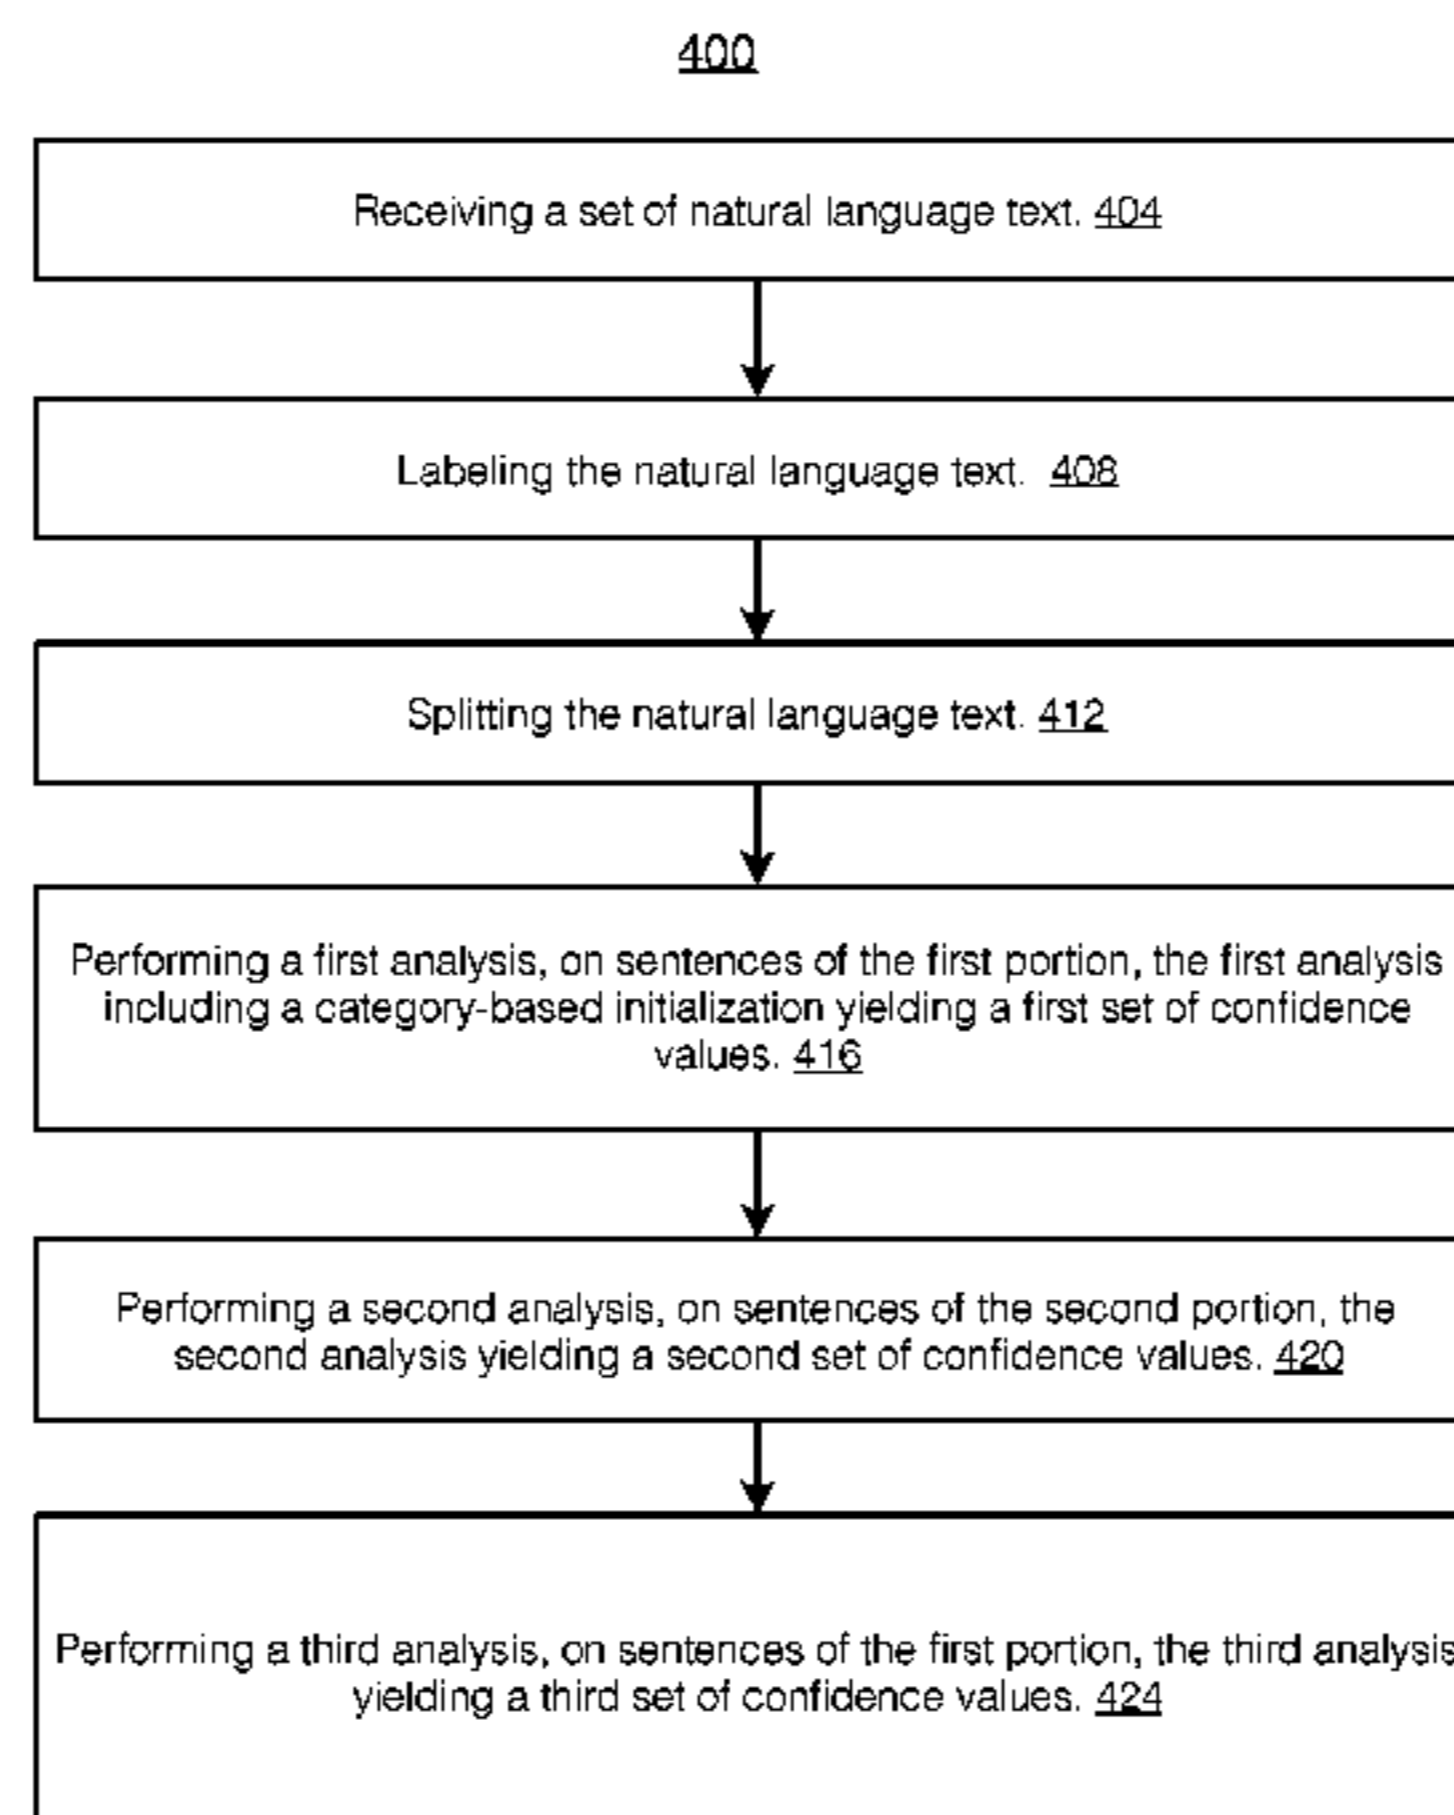 400
Receiving a set of natural language text. 404
Labeling the natural language text. 408
Splitting the natural language text. 412
Performing a first analysis, on sentences of the first portion, the first analysis
including a category-based initialization yielding a first set of confidence
values. 416
Performing a second analysis, on sentences of the second portion, the
second analysis yielding a second set of confidence values. 420
Performing a third analysis, on sentences of the first portion, the third analysis
yielding a third set of confidence values. 424